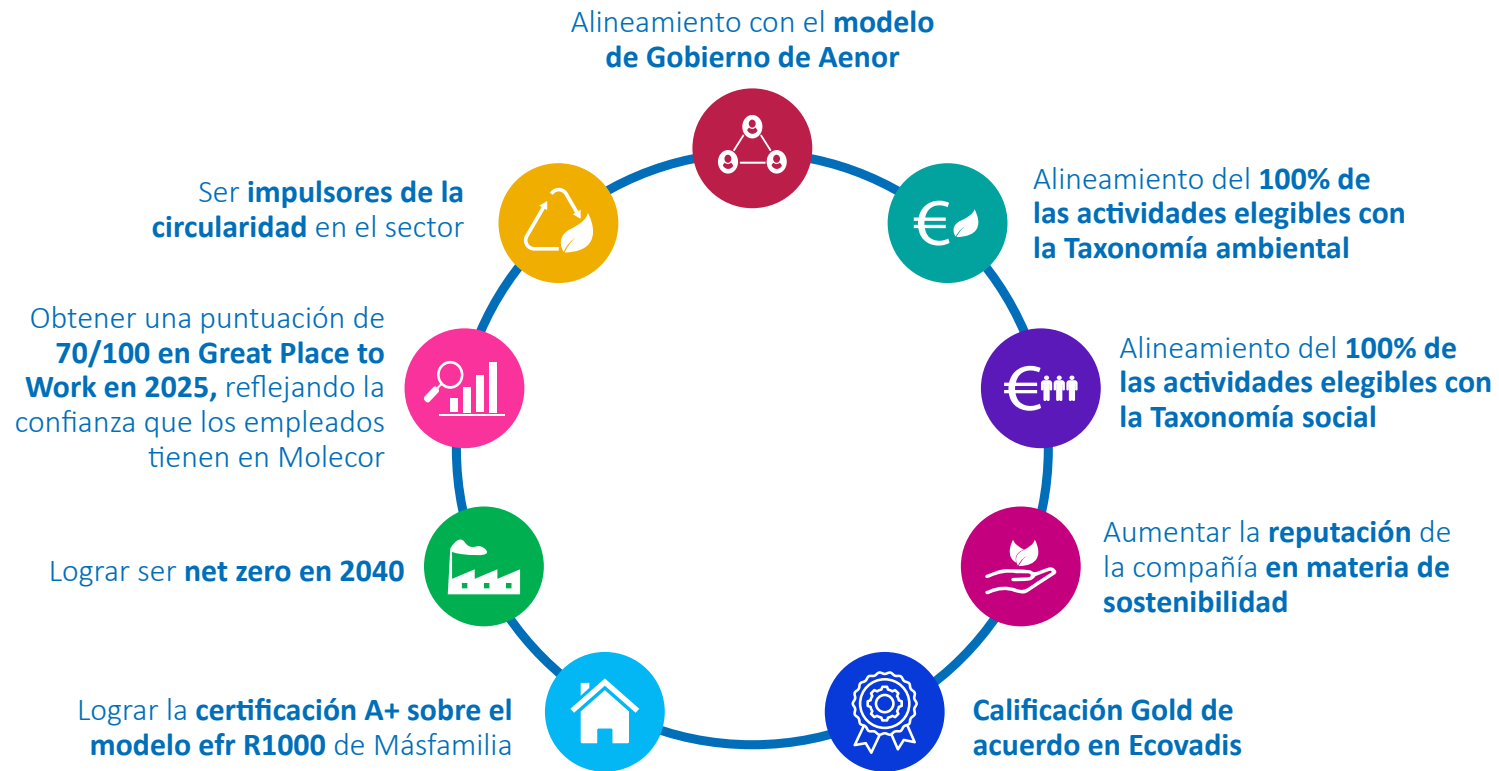 Alineamiento con el modelo
de Gobierno de Aenor
Alineamiento del 100% de
las actividades elegibles con
la Taxonomía ambiental
Alineamiento del 100% de
las actividades elegibles con
la Taxonomía social
Aumentar la reputación de
la compañía en materia de
sostenibilidad
Calificación Gold de
acuerdo en Ecovadis
Lograr la certificación A+ sobre el
modelo efr R1000 de Másfamilia
Lograr ser net zero en 2040
Obtener una puntuación de
70/100 en Great Place to
Work en 2025, reflejando la
confianza que los empleados
tienen en Molecor
Ser impulsores de la
circularidad en el sector